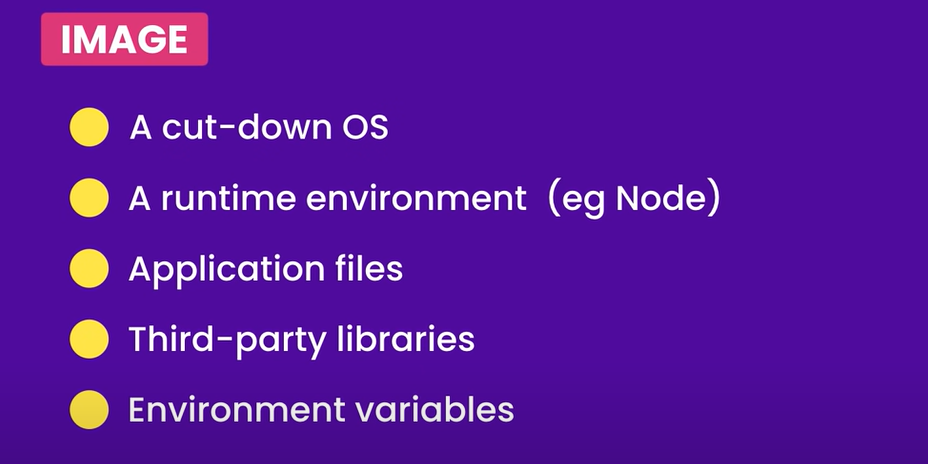 IMAGE
A cut-down OS
A runtime environment (eg Node)
Application files
Third-party libraries
Environment variables